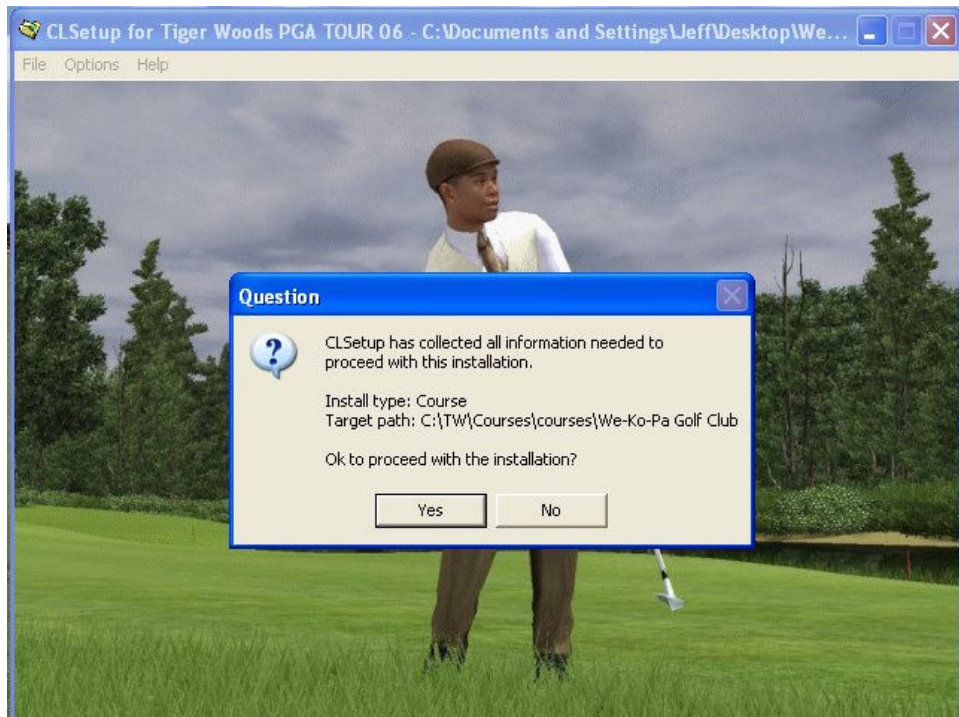 CLSetup for Tiger Woods PGA TOUR 06 - C:\Documents and Settings\Jeff\Desktop\We...
File Options Help
Question
CLSetup has collected all information needed to
proceed with this installation.
Install type: Course
Target path: C:\TW\Courses\courses\We-Ko-Pa Golf Club
Ok to proceed with the installation?
Yes No